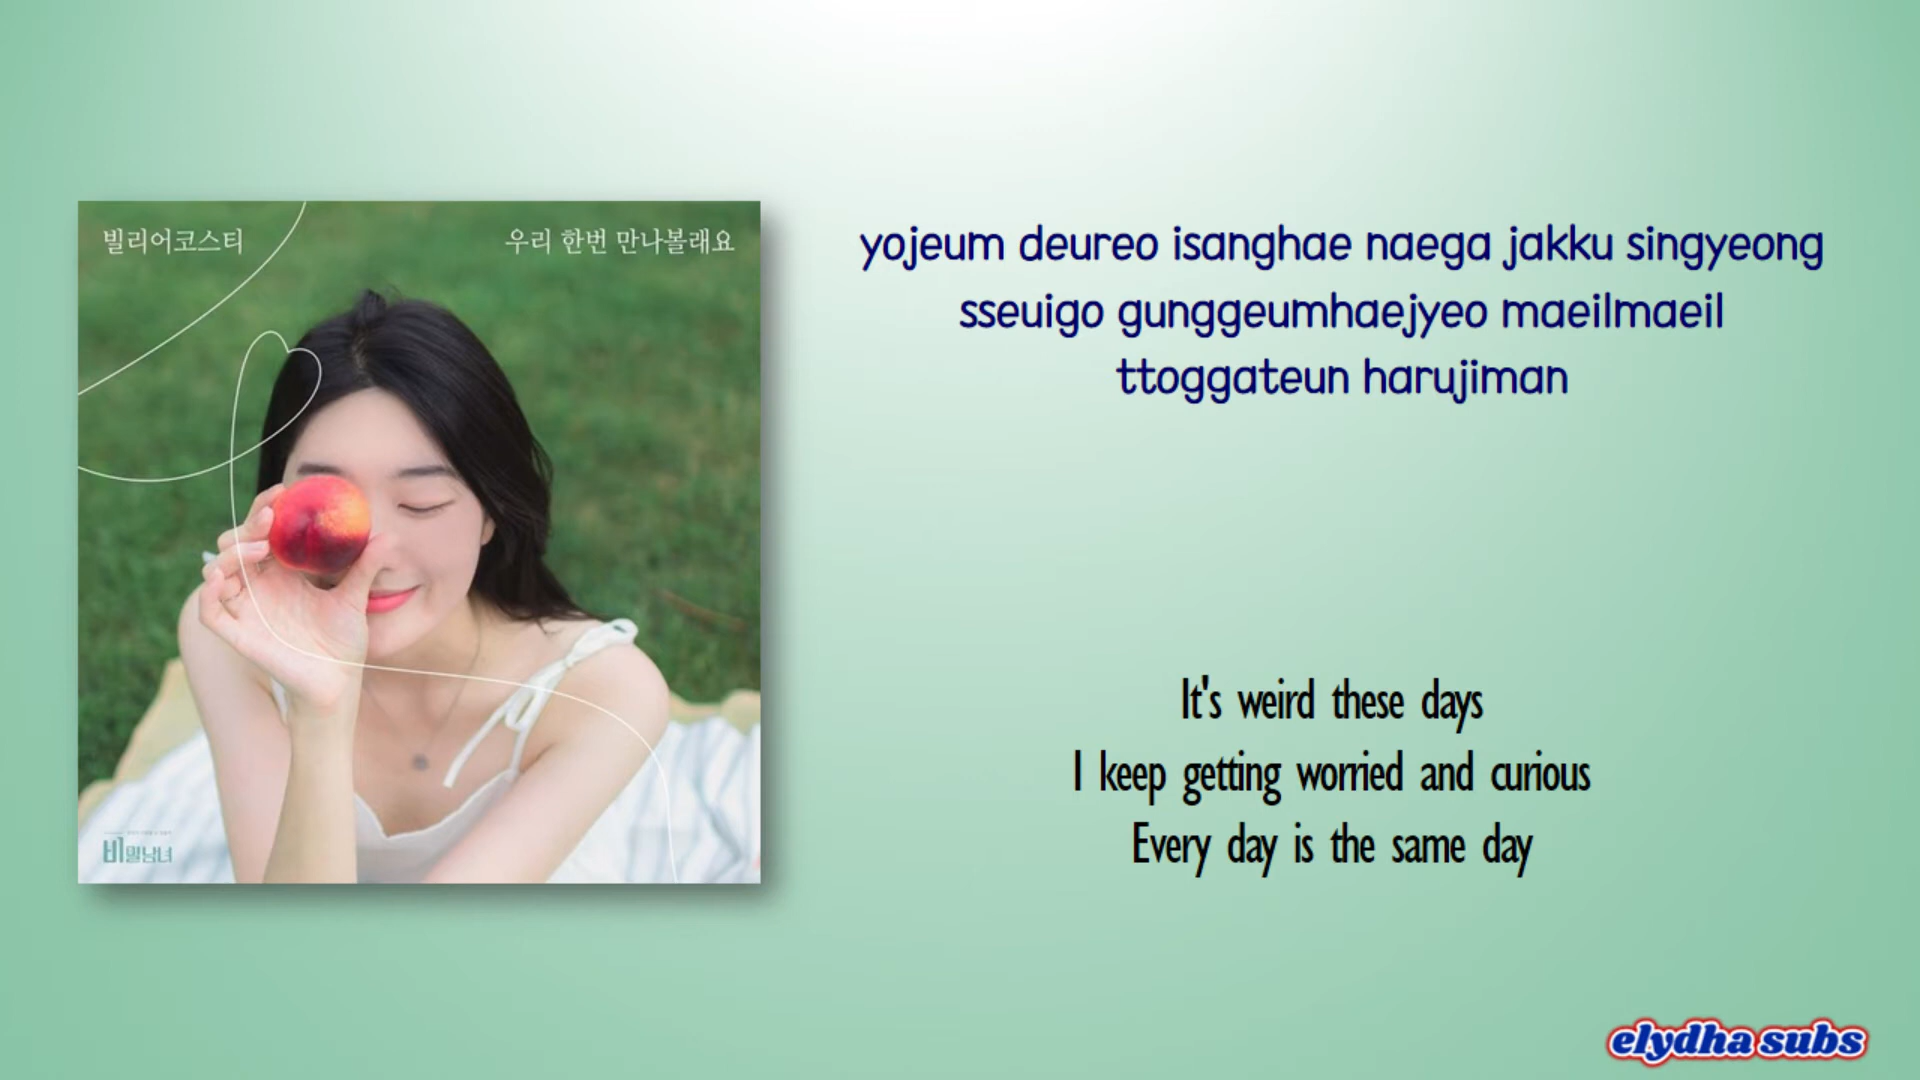 빌리어코스티
우리 한번 만나볼래요
yojeum deureo isanghae naega jakku singyeong
sseuigo gunggeumhaejyeo maeilmaeil
ttoggateun harujiman
It's weird these days
I keep getting worried and curious
Every day is the same day
비밀남녀
elydha subs